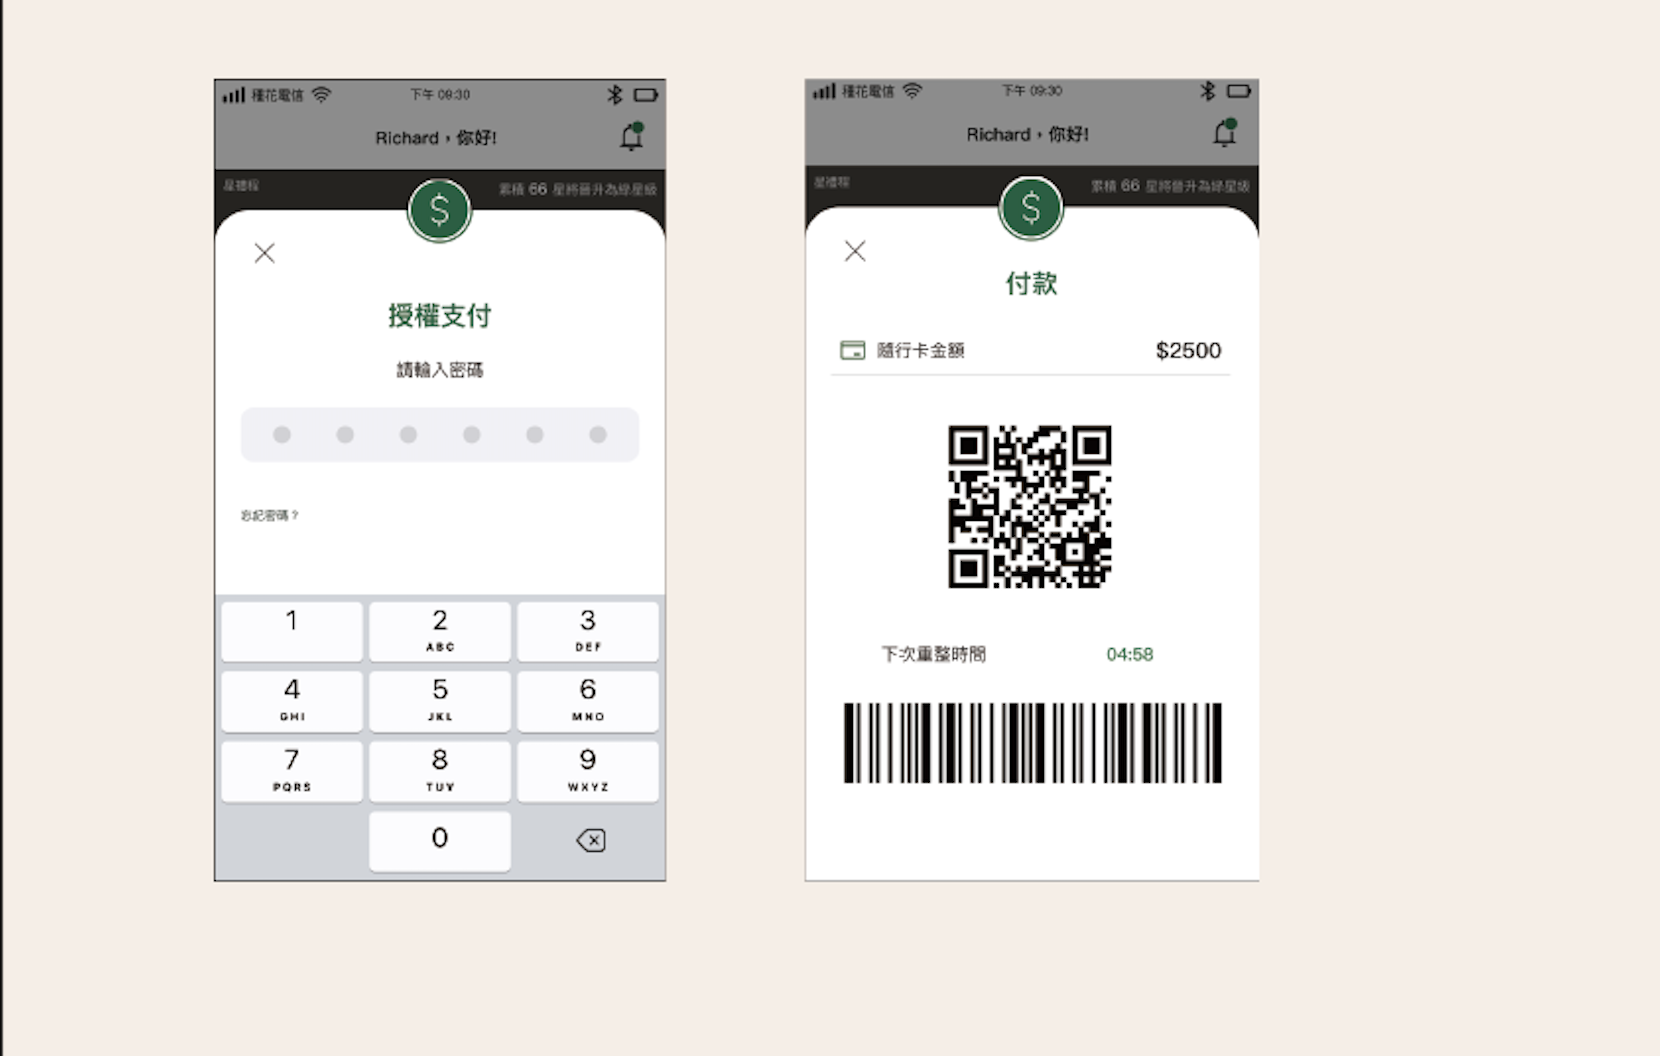 種花電信 下午 09:30
Richard，你好!
星禮程 累積 66 星將晉升為綠星級
$
授權支付
請輸入密碼
忘記密碼？
1 2 3
ABC DEF
4 5 6
GHI JKL MNO
7 8 9
PQRS TUV WXYZ
0
種花電信 下午 09:30
Richard，你好!
星禮程 累積 66 星將晉升為綠星級
$
付款
隨行卡金額 $2500
下次重整時間 04:58